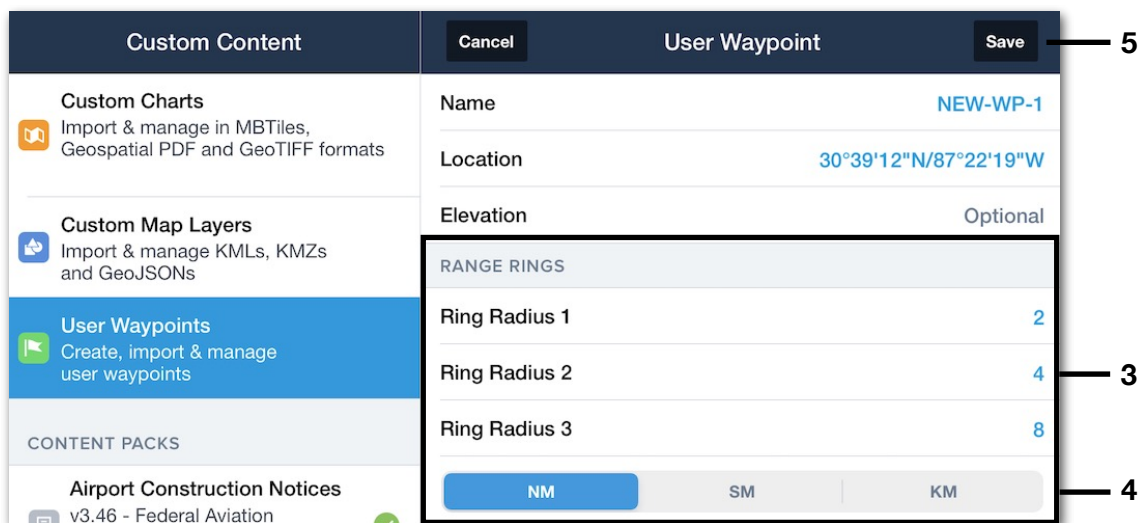 Custom Content
Custom Charts
Import & manage in MBTiles,
Geospatial PDF and GeoTIFF formats
Custom Map Layers
Import & manage KMLs, KMZs
and GeoJSONs
User Waypoints
Create, import & manage
user waypoints
CONTENT PACKS
Airport Construction Notices
v3.46 - Federal Aviation
Cancel User Waypoint Save 5
Name NEW-WP-1
Location 30°39'12"N/87°22'19"W
Elevation Optional
RANGE RINGS
Ring Radius 1 2
Ring Radius 2 4 3
Ring Radius 3 8
NM SM KM 4